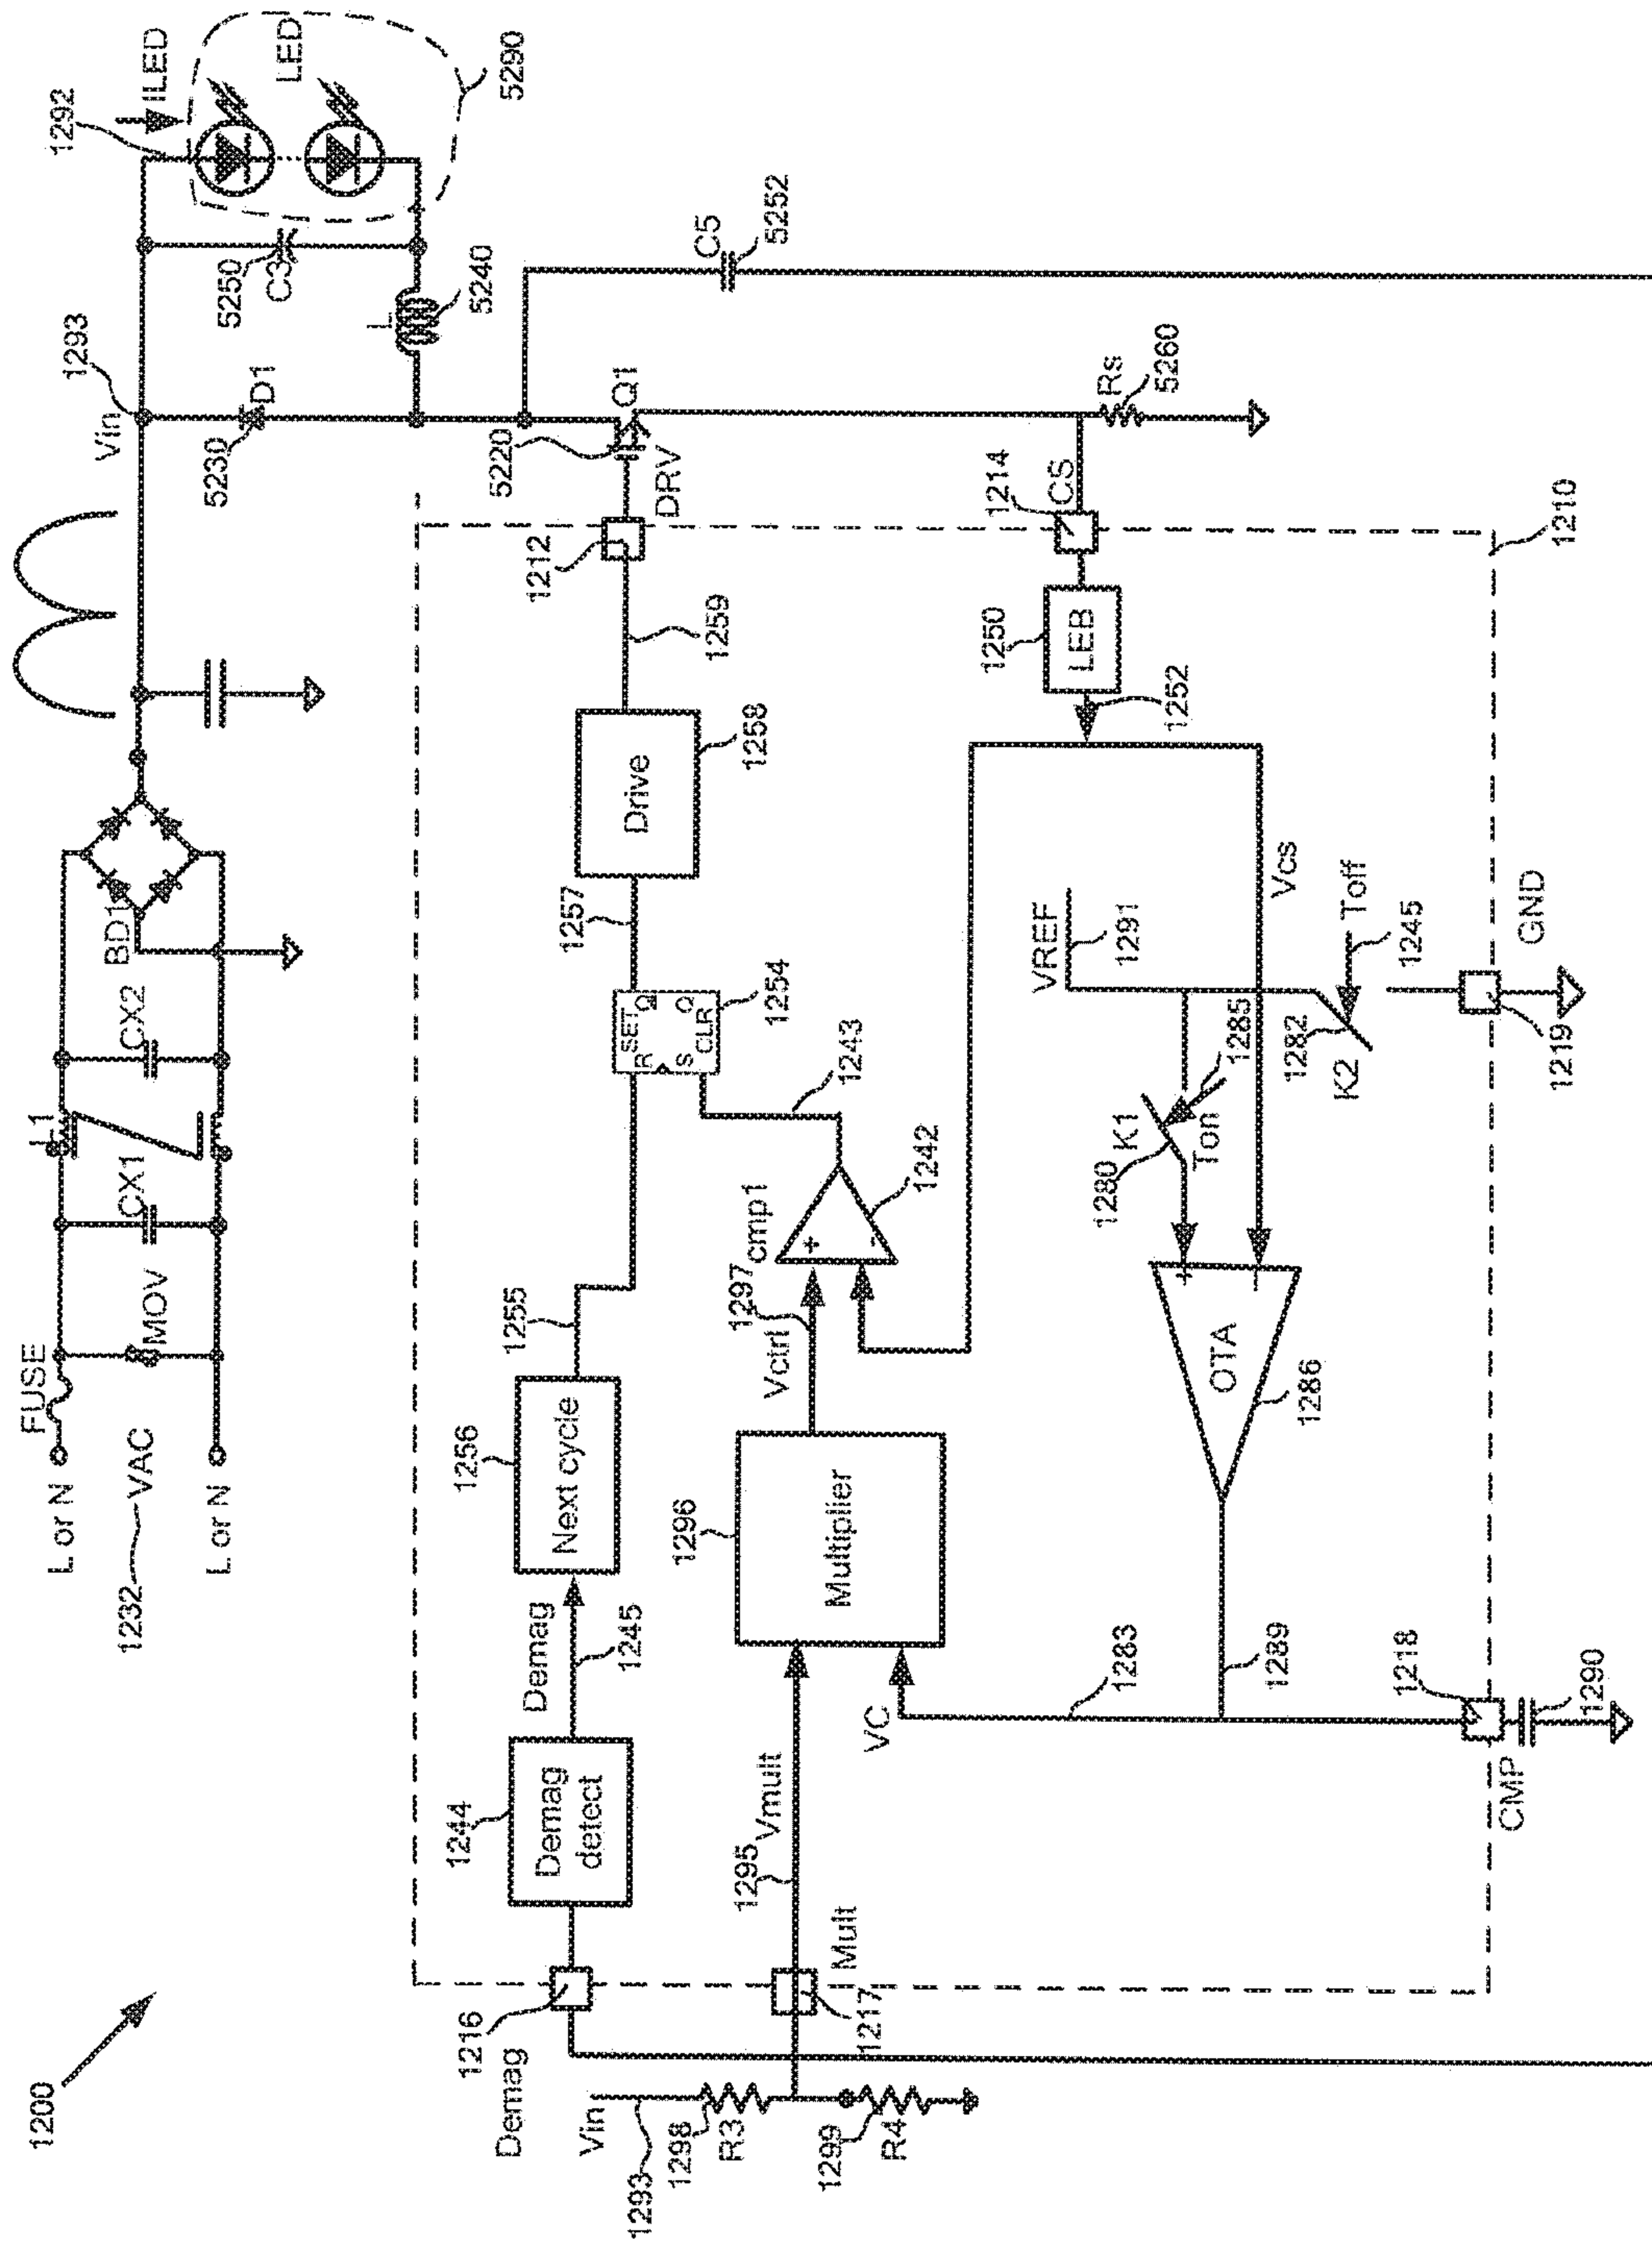 1200
L or N
FUSE
1232
VAC
L or N
MOV
CX1
L1
CX2
BD1
Vin
1293
1292
ILED
LED
5290
5230
D1
5250
C3
L
5240
C5
5252
5220
Q1
DRV
1212
1259
Drive
1258
1257
SET
R
Q
Q
S
CLR
1254
1255
Next cycle
1256
Demag
1245
Demag
detect
1244
1216
Demag
Vin
1293
1298
R3
1299
R4
1217
Mult
1295
Vmult
Multiplier
1296
VC
1283
Vctrl
1297
cmp1
+
-
1242
1243
1214
CS
Rs
5260
LEB
1250
1252
1210
VREF
1291
Vcs
K1
1280
Ton
1285
1282
K2
Toff
1245
GND
1219
OTA
+
-
1286
1289
1218
CMP
1290